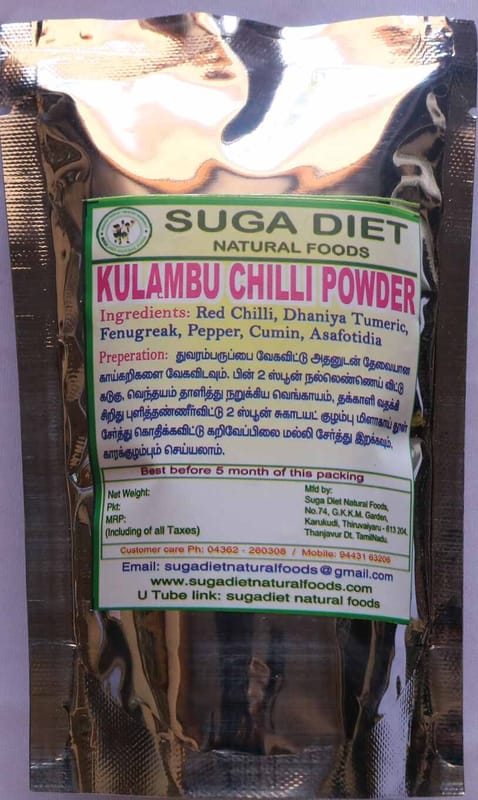 SUGA DIET
NATURAL FOODS
KULAMBU CHILLI POWDER
Ingredients: Red Chilli, Dhaniya Tumeric,
Fenugreak, Pepper, Cumin, Asafotidia
Preperation: துவரம்பருப்பை வேகவிட்டு அதனுடன் தேவையான
காய்கறிகளை வேகவிடவும். பின் 2 ஸ்பூன் நல்லெண்ணெய் விட்டு
கடுகு, வெந்தயம் தாளித்து நறுக்கிய வெங்காயம், தக்காளி வதக்கி
சிறிது புளித்தண்ணீர்விட்டு 2 ஸ்பூன் சுகாடயட் குழம்பு மிளகாய் தூள்
சேர்த்து கொதிக்கவிட்டு கறிவேப்பிலை மல்லி சேர்த்து இறக்கவும்,
காரக்குழம்பும் செய்யலாம்.
Best before 5 month of this packing
Net Weight:
Pkt:
MRP:
(Including of all Taxes)
Mfd by:
Suga Diet Natural Foods,
No.74, G.K.K.M. Garden,
Karukudi, Thiruvaiyaru - 613 204.
Thanjavur Dt. TamilNadu.
Customer care Ph: 04362 - 260308 / Mobile: 94431 63206
Email: sugadietnaturalfoods@gmail.com
www.sugadietnaturalfoods.com
U Tube link: sugadiet natural foods